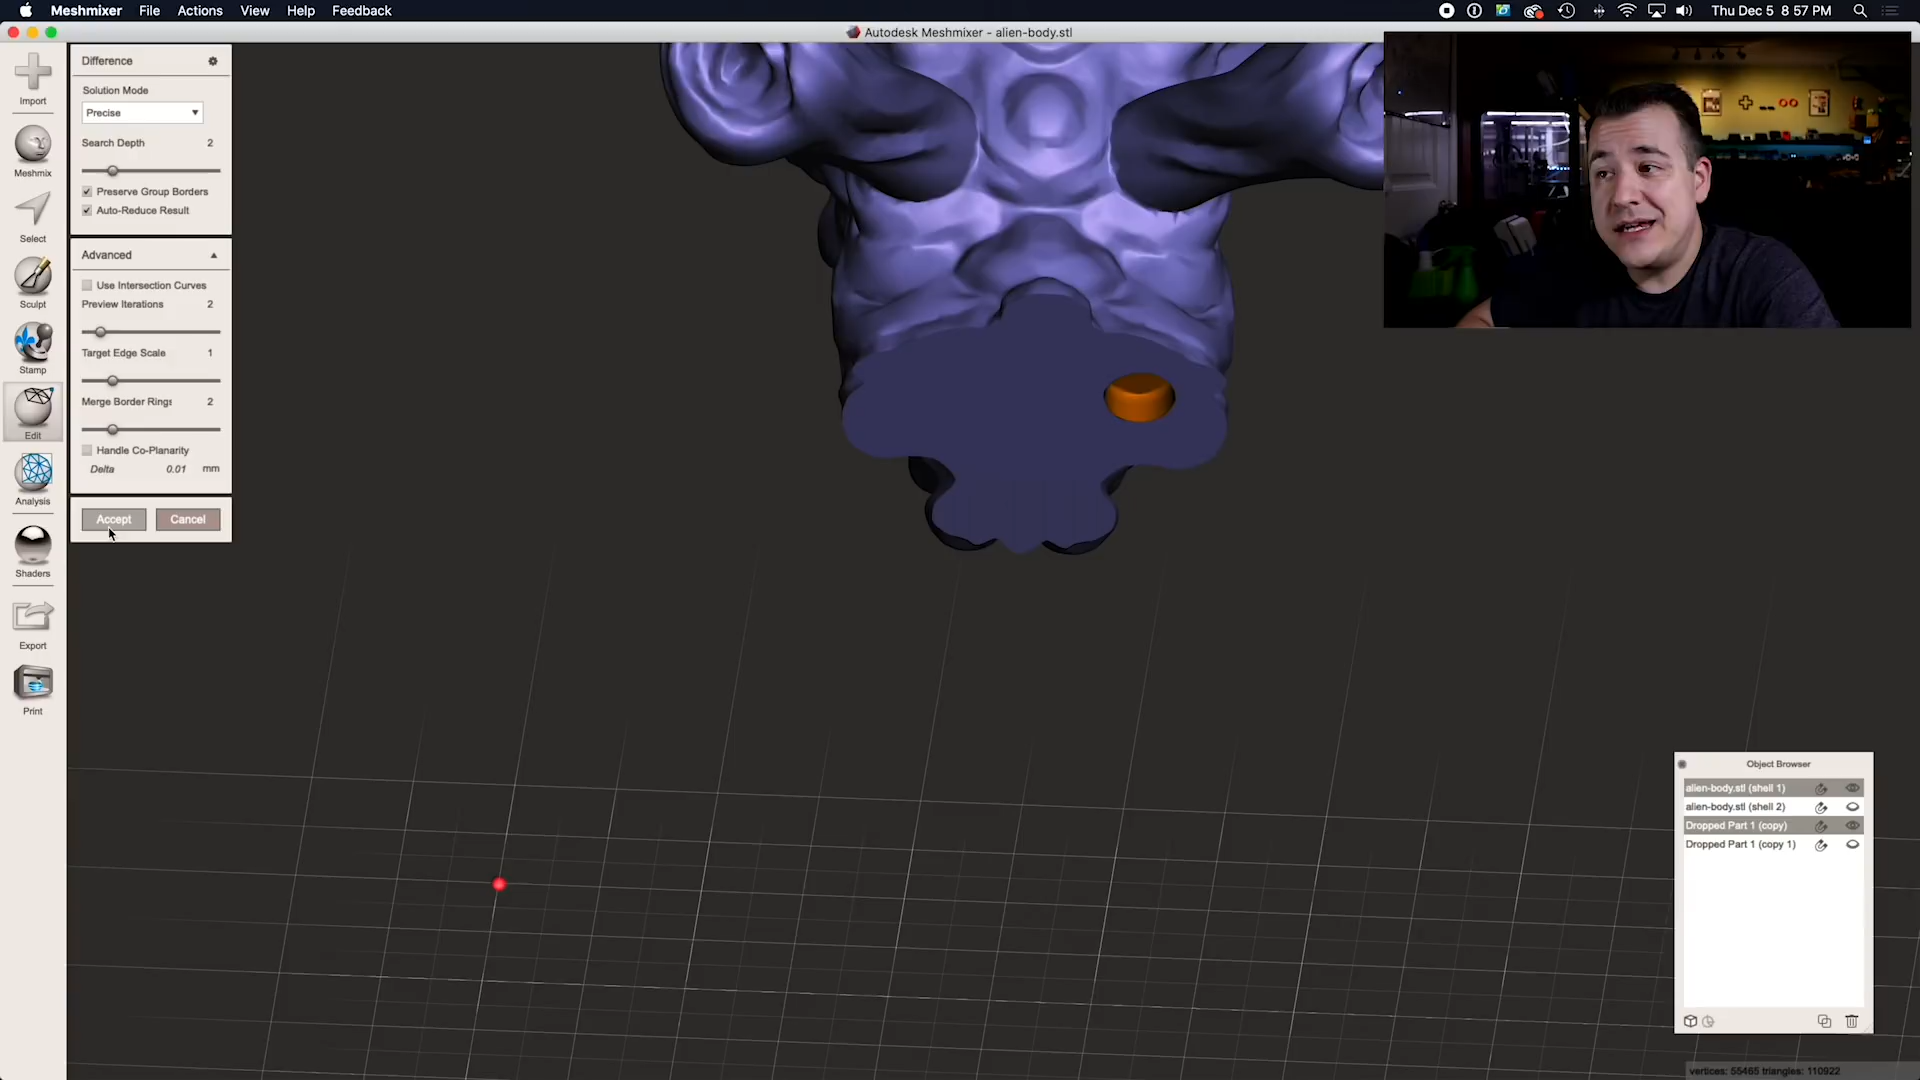 Meshmixer File Actions View Help Feedback
Thu Dec 5 8:57 PM
Autodesk Meshmixer - alien-body.stl
Import
Meshmix
Select
Sculpt
Stamp
Edit
Analysis
Shaders
Export
Print
Difference
Solution Mode
Precise
Search Depth 2
Preserve Group Borders
Auto-Reduce Result
Advanced
Use Intersection Curves
Preview Iterations 2
Target Edge Scale 1
Merge Border Rings 2
Handle Co-Planarity
Delta 0.01 mm
Accept Cancel
Object Browser
alien-body.stl (shell 1)
alien-body.stl (shell 2)
Dropped Part 1 (copy)
Dropped Part 1 (copy 1)
vertices: 55465 triangles: 110922